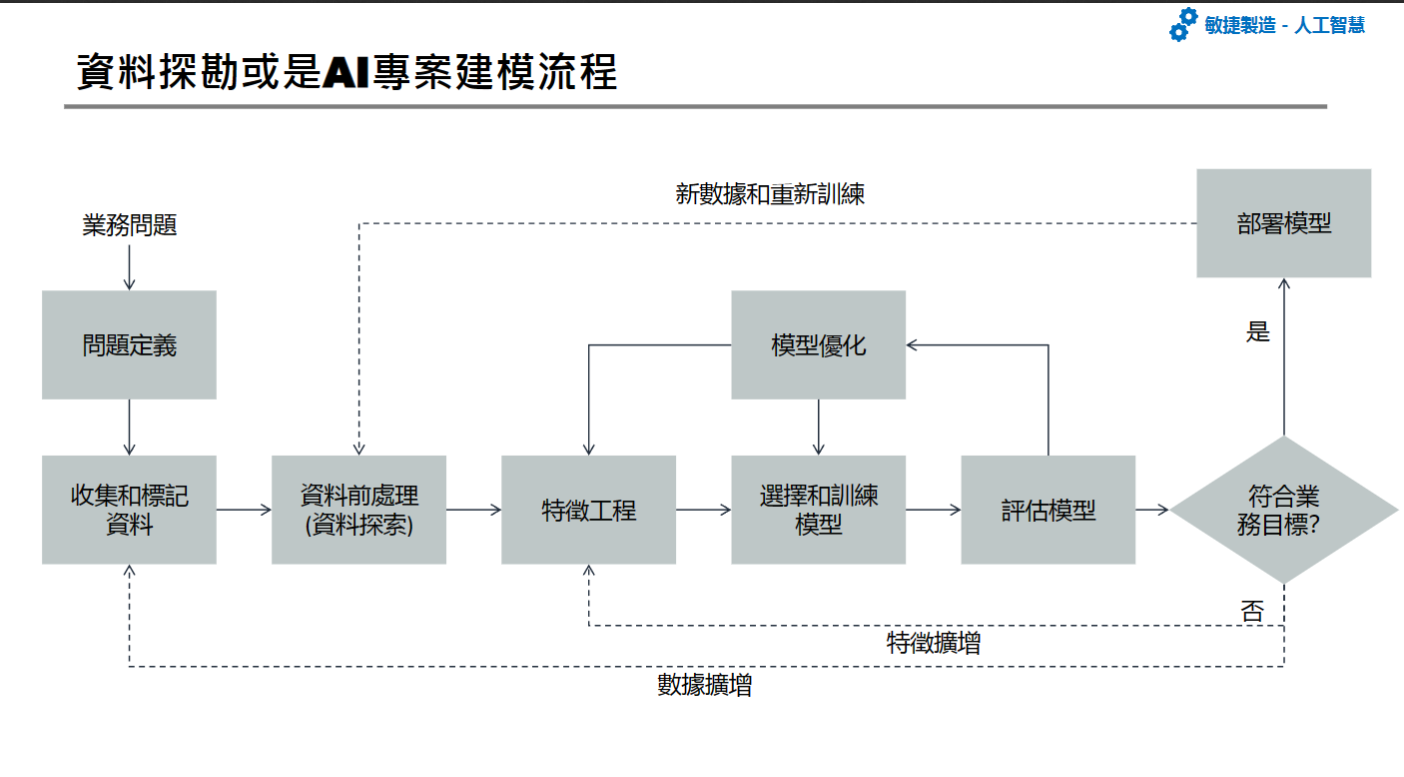 敏捷製造 - 人工智慧
資料探勘或是AI專案建模流程
新數據和重新訓練
部署模型
業務問題
是
問題定義
模型優化
收集和標記
資料
資料前處理
(資料探索)
特徵工程
選擇和訓練
模型
評估模型
符合業
務目標?
否
特徵擴增
數據擴增